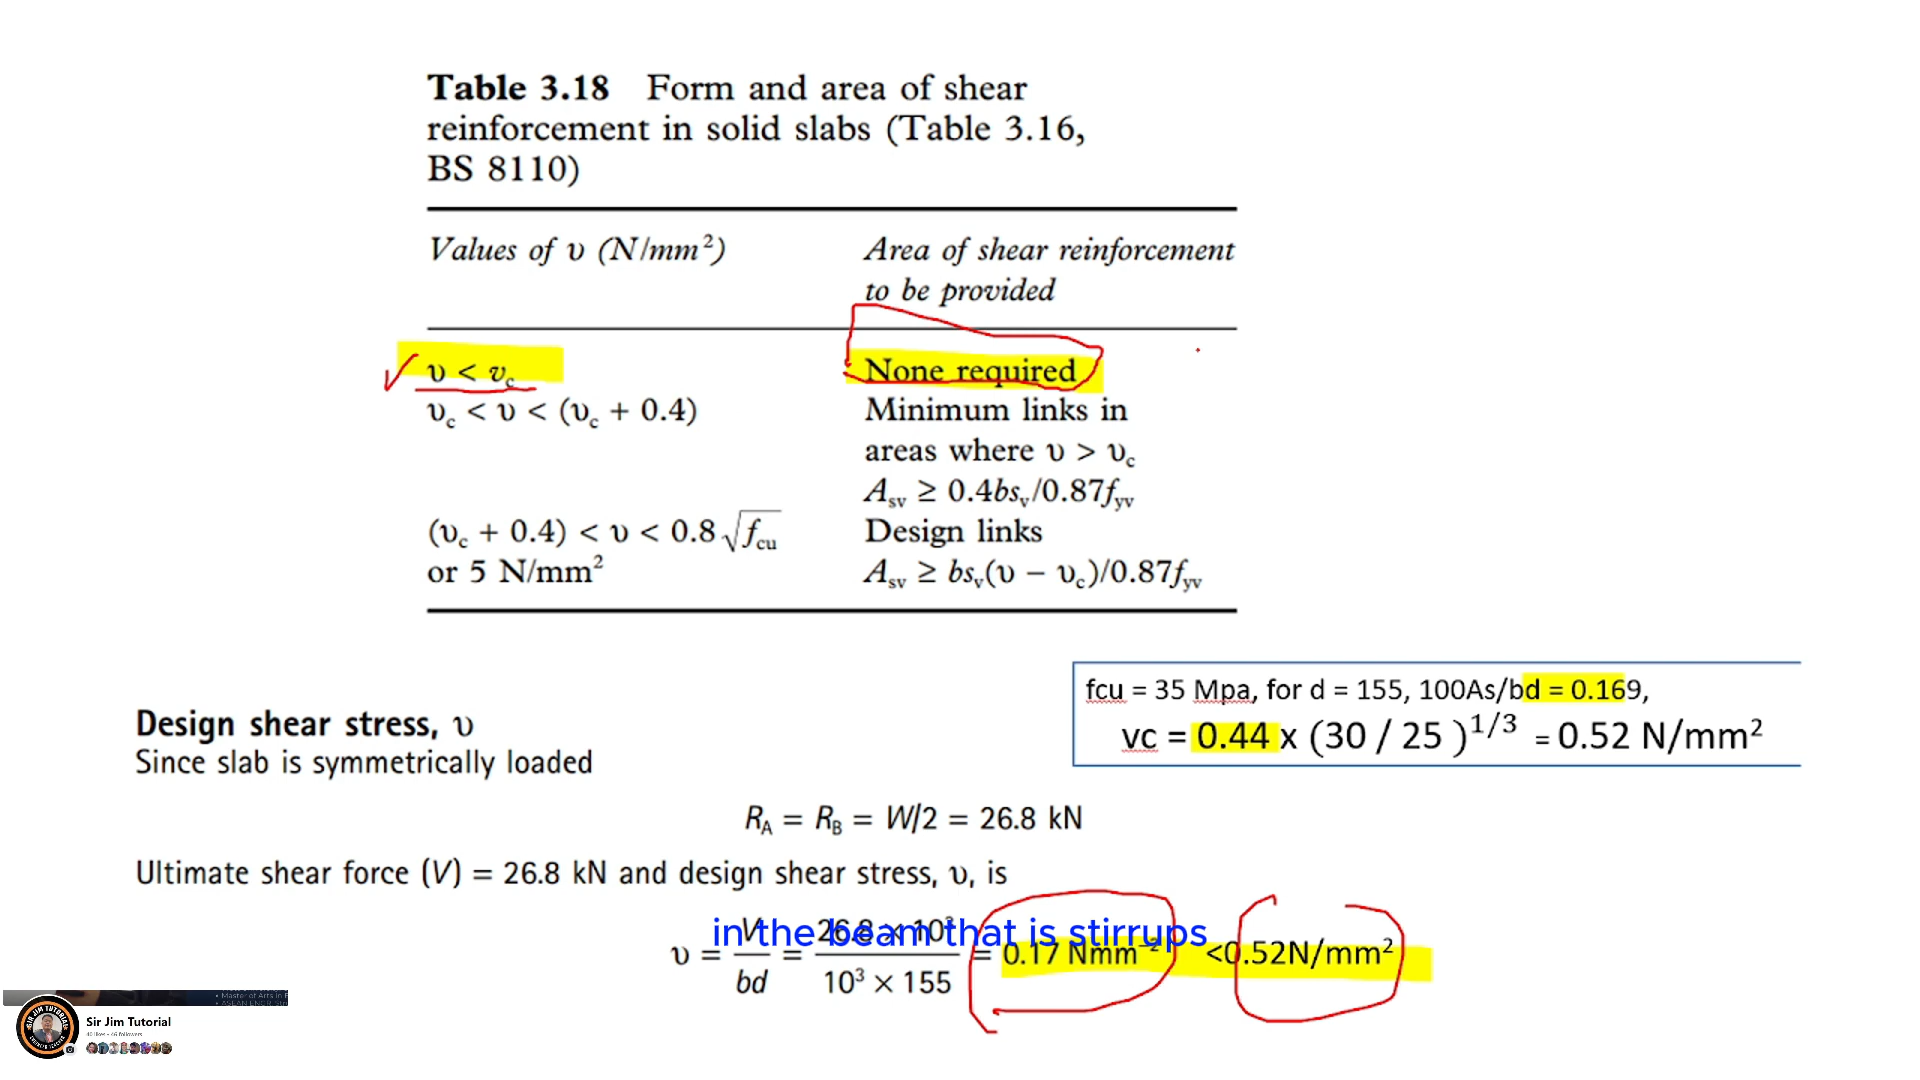 Table 3.18 Form and area of shear
reinforcement in solid slabs (Table 3.16,
BS 8110)
Values of υ (N/mm²) Area of shear reinforcement
to be provided
υ < υc None required
υc < υ < (υc + 0.4) Minimum links in
areas where υ > υc
Asv ≥ 0.4bsv/0.87fyv
(υc + 0.4) < υ < 0.8√fcu Design links
or 5 N/mm² Asv ≥ bsv(υ − υc)/0.87fyv
fcu = 35 Mpa, for d = 155, 100As/bd = 0.169,
vc = 0.44 x (30 / 25 )^1/3 = 0.52 N/mm²
Design shear stress, υ
Since slab is symmetrically loaded
RA = RB = W/2 = 26.8 kN
Ultimate shear force (V) = 26.8 kN and design shear stress, υ, is
υ = V/bd = 26.8 × 10³/10³ × 155 = 0.17 Nmm⁻² <0.52N/mm²
in the beam that is stirrups
• Master of Arts in E
Sir Jim Tutorial